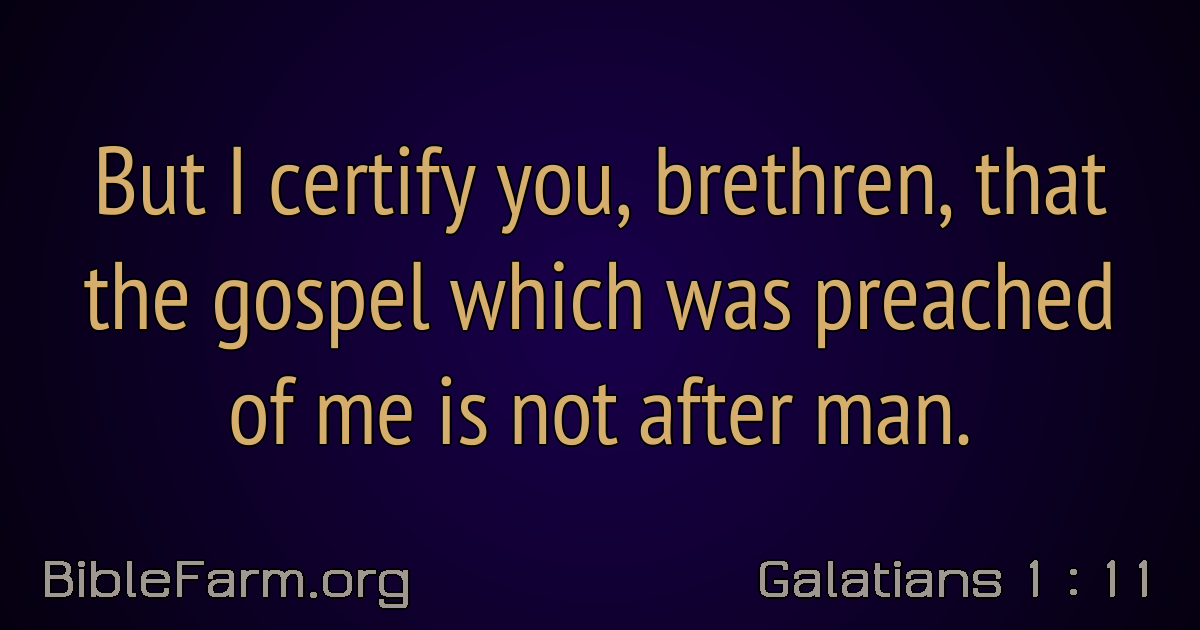 But I certify you, brethren, that
the gospel which was preached
of me is not after man.
BibleFarm.org
Galatians 1 : 11